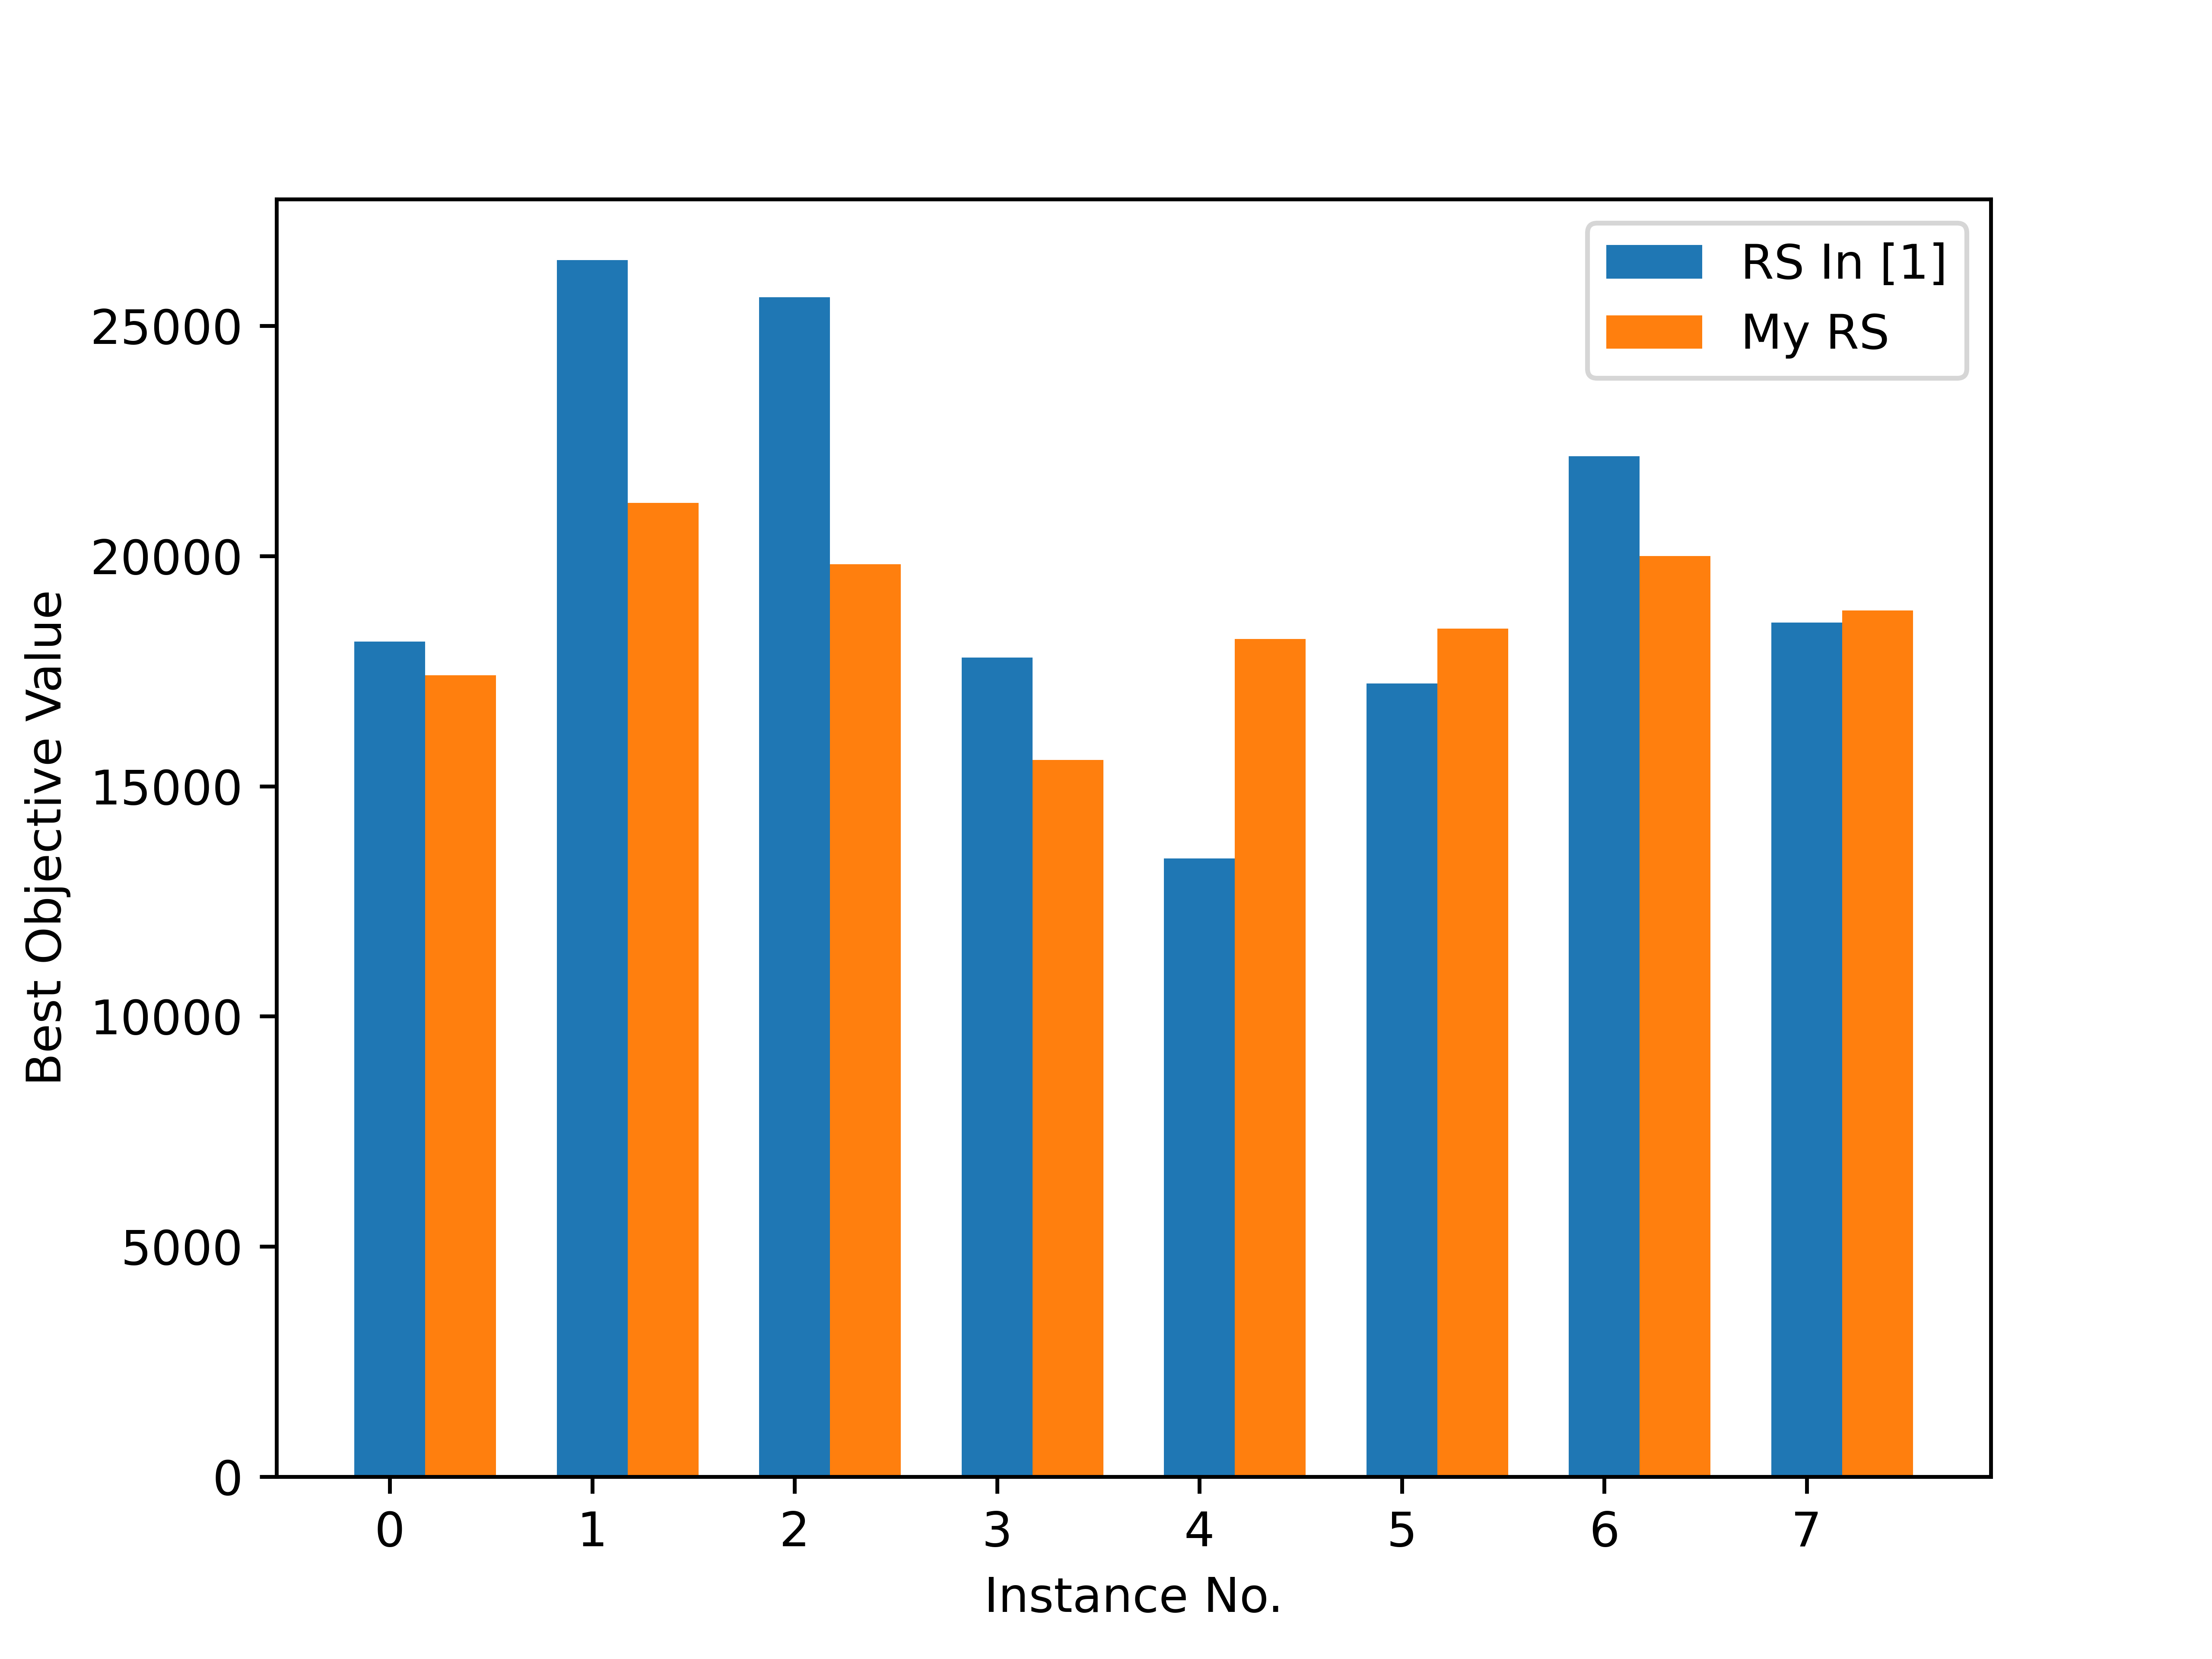 RS In [1]
My RS
25000
20000
15000
10000
5000
0
Best Objective Value
0 1 2 3 4 5 6 7
Instance No.